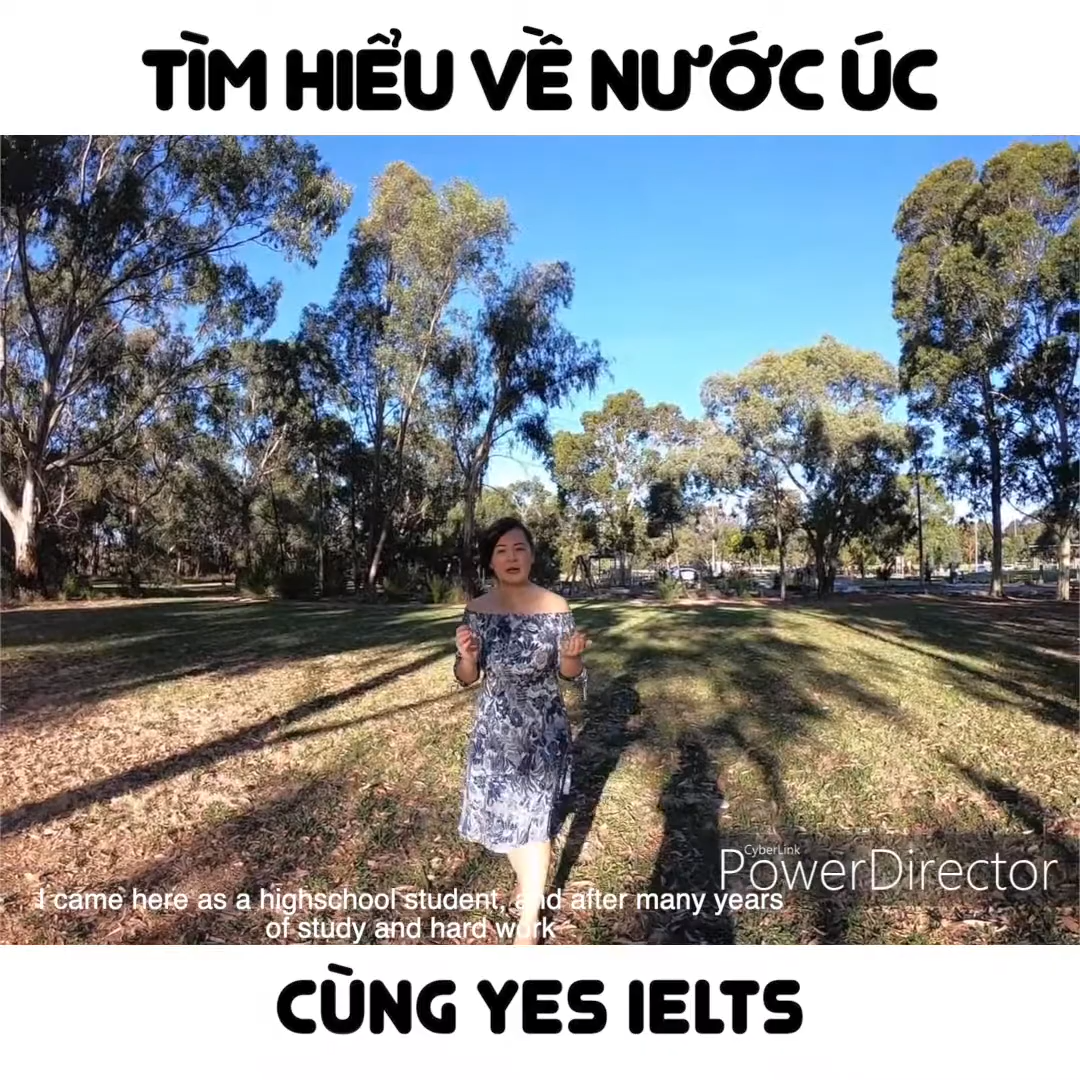 TÌM HIỂU VỀ NƯỚC ÚC
CyberLink
PowerDirector
I came here as a highschool student, and after many years
of study and hard work
CÙNG YES IELTS